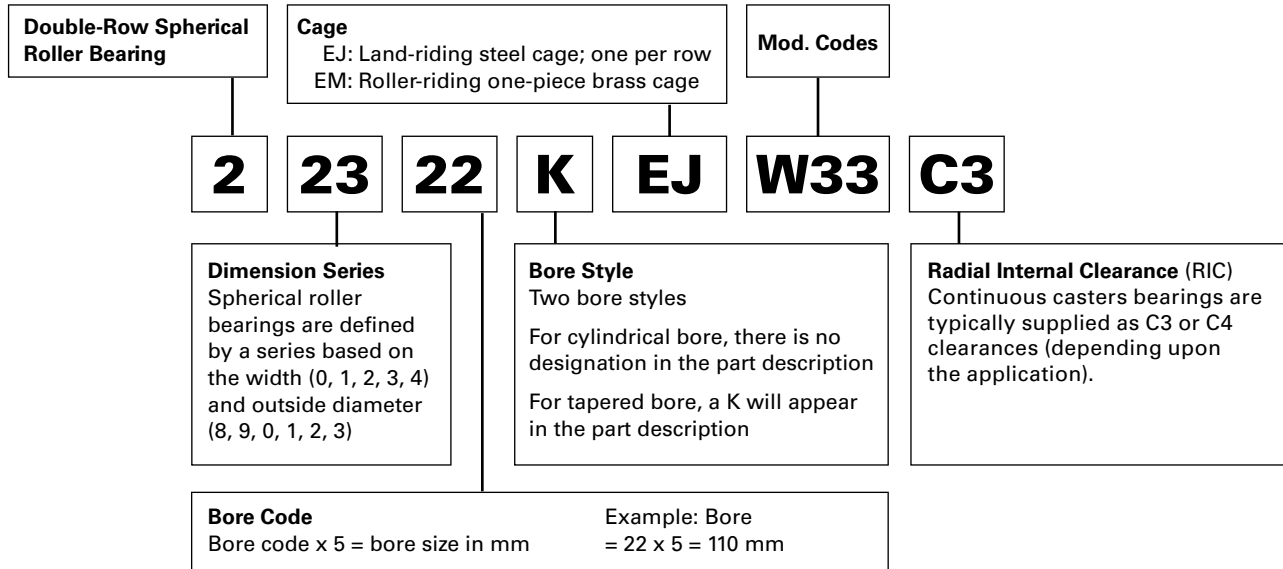 Double-Row Spherical
Roller Bearing
Cage
EJ: Land-riding steel cage; one per row
EM: Roller-riding one-piece brass cage
Mod. Codes
2 23 22 K EJ W33 C3
Dimension Series
Spherical roller
bearings are defined
by a series based on
the width (0, 1, 2, 3, 4)
and outside diameter
(8, 9, 0, 1, 2, 3)
Bore Style
Two bore styles
For cylindrical bore, there is no
designation in the part description
For tapered bore, a K will appear
in the part description
Radial Internal Clearance (RIC)
Continuous casters bearings are
typically supplied as C3 or C4
clearances (depending upon
the application).
Bore Code
Bore code x 5 = bore size in mm
Example: Bore
= 22 x 5 = 110 mm